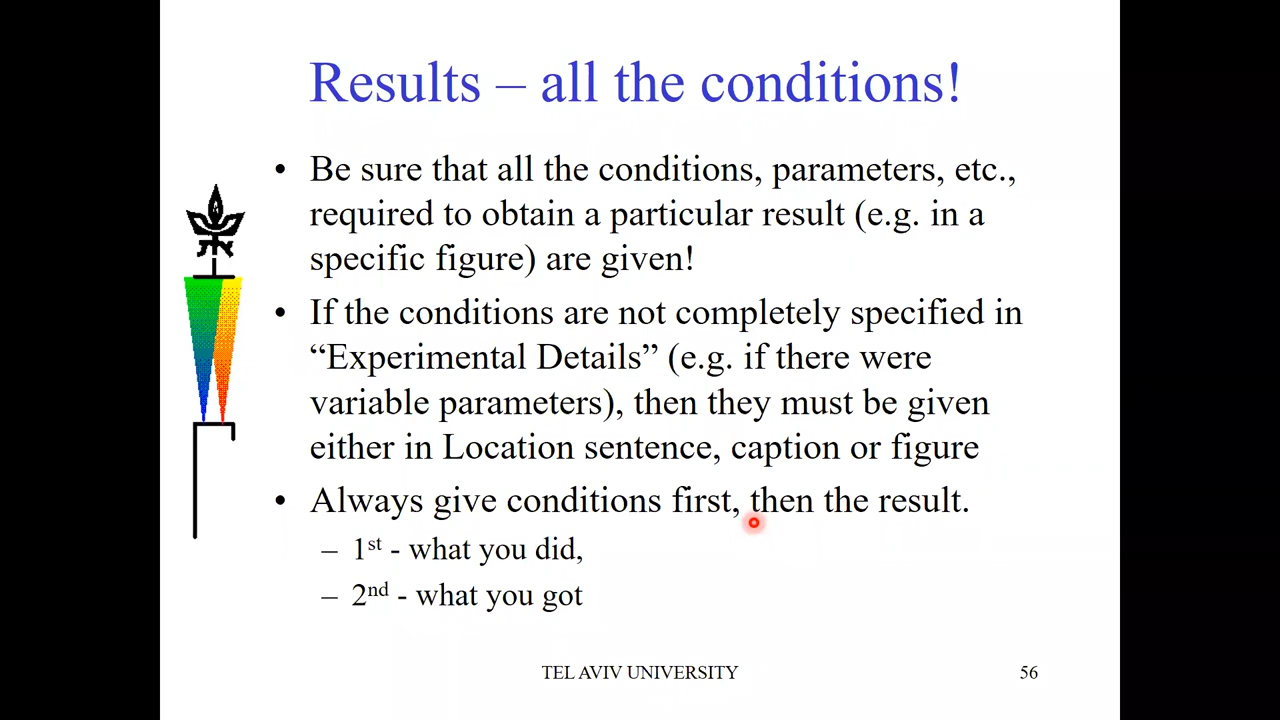 Results – all the conditions!
• Be sure that all the conditions, parameters, etc.,
required to obtain a particular result (e.g. in a
specific figure) are given!
• If the conditions are not completely specified in
“Experimental Details” (e.g. if there were
variable parameters), then they must be given
either in Location sentence, caption or figure
• Always give conditions first, then the result.
– 1st - what you did,
– 2nd - what you got
TEL AVIV UNIVERSITY
56